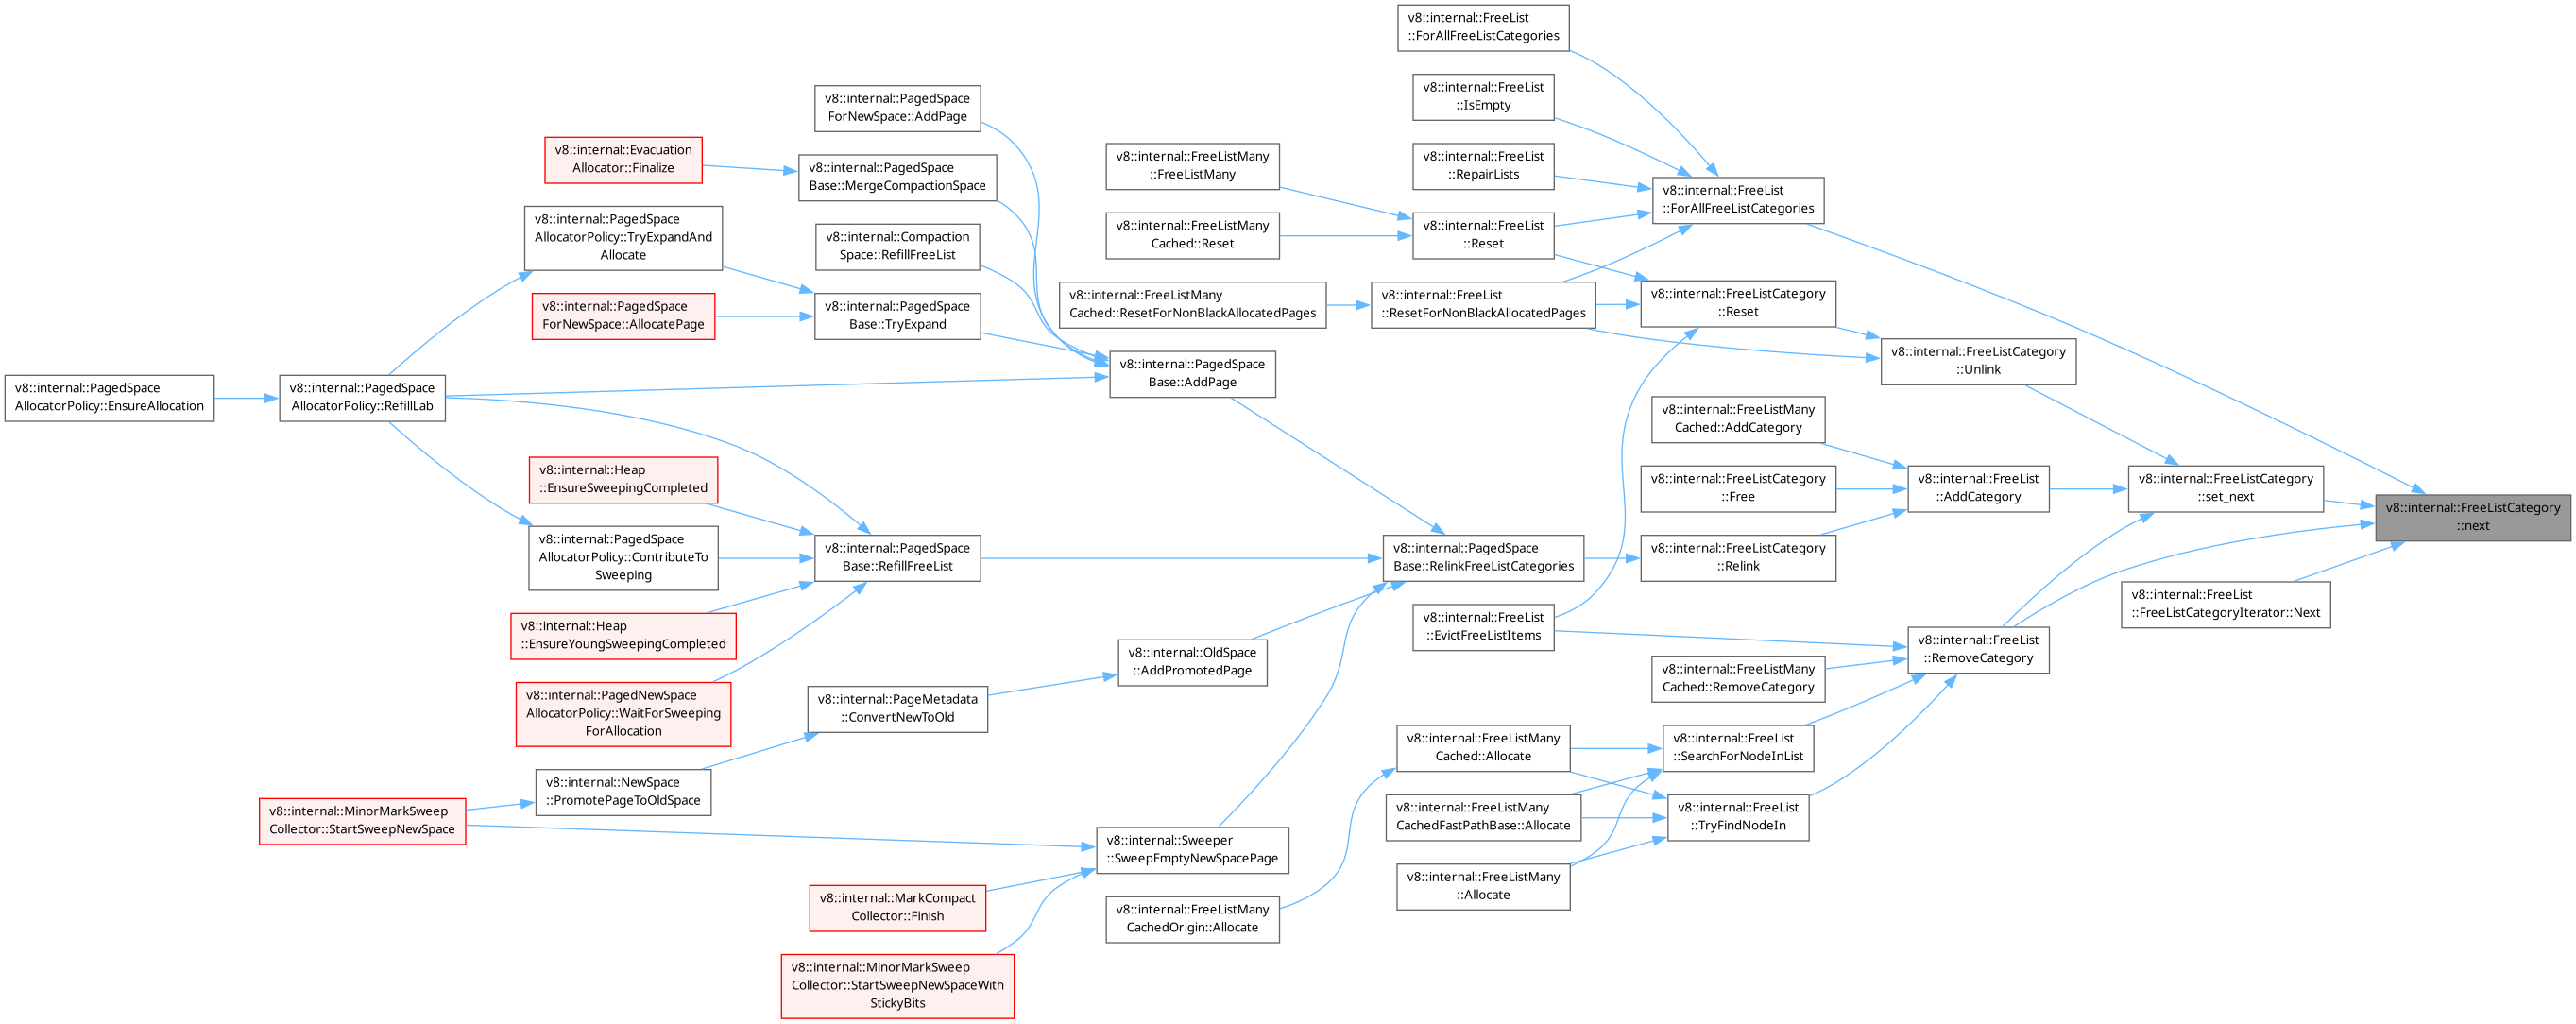 v8::internal::FreeList
::ForAllFreeListCategories
v8::internal::FreeList
::IsEmpty
v8::internal::PagedSpace
ForNewSpace::AddPage
v8::internal::Evacuation
Allocator::Finalize
v8::internal::PagedSpace
Base::MergeCompactionSpace
v8::internal::FreeListMany
::FreeListMany
v8::internal::FreeList
::RepairLists
v8::internal::FreeList
::ForAllFreeListCategories
v8::internal::PagedSpace
AllocatorPolicy::TryExpandAnd
Allocate
v8::internal::Compaction
Space::RefillFreeList
v8::internal::FreeListMany
Cached::Reset
v8::internal::FreeList
::Reset
v8::internal::PagedSpace
ForNewSpace::AllocatePage
v8::internal::PagedSpace
Base::TryExpand
v8::internal::FreeListMany
Cached::ResetForNonBlackAllocatedPages
v8::internal::FreeList
::ResetForNonBlackAllocatedPages
v8::internal::FreeListCategory
::Reset
v8::internal::FreeListCategory
::Unlink
v8::internal::PagedSpace
Base::AddPage
v8::internal::PagedSpace
AllocatorPolicy::EnsureAllocation
v8::internal::PagedSpace
AllocatorPolicy::RefillLab
v8::internal::FreeListMany
Cached::AddCategory
v8::internal::Heap
::EnsureSweepingCompleted
v8::internal::FreeListCategory
::Free
v8::internal::FreeList
::AddCategory
v8::internal::FreeListCategory
::set_next
v8::internal::FreeListCategory
::next
v8::internal::PagedSpace
AllocatorPolicy::ContributeTo
Sweeping
v8::internal::PagedSpace
Base::RefillFreeList
v8::internal::PagedSpace
Base::RelinkFreeListCategories
v8::internal::FreeListCategory
::Relink
v8::internal::FreeList
::FreeListCategoryIterator::Next
v8::internal::Heap
::EnsureYoungSweepingCompleted
v8::internal::FreeList
::EvictFreeListItems
v8::internal::FreeList
::RemoveCategory
v8::internal::OldSpace
::AddPromotedPage
v8::internal::FreeListMany
Cached::RemoveCategory
v8::internal::PagedNewSpace
AllocatorPolicy::WaitForSweeping
ForAllocation
v8::internal::PageMetadata
::ConvertNewToOld
v8::internal::FreeListMany
Cached::Allocate
v8::internal::FreeList
::SearchForNodeInList
v8::internal::NewSpace
::PromotePageToOldSpace
v8::internal::MinorMarkSweep
Collector::StartSweepNewSpace
v8::internal::FreeListMany
CachedFastPathBase::Allocate
v8::internal::FreeList
::TryFindNodeIn
v8::internal::Sweeper
::SweepEmptyNewSpacePage
v8::internal::FreeListMany
::Allocate
v8::internal::MarkCompact
Collector::Finish
v8::internal::FreeListMany
CachedOrigin::Allocate
v8::internal::MinorMarkSweep
Collector::StartSweepNewSpaceWith
StickyBits